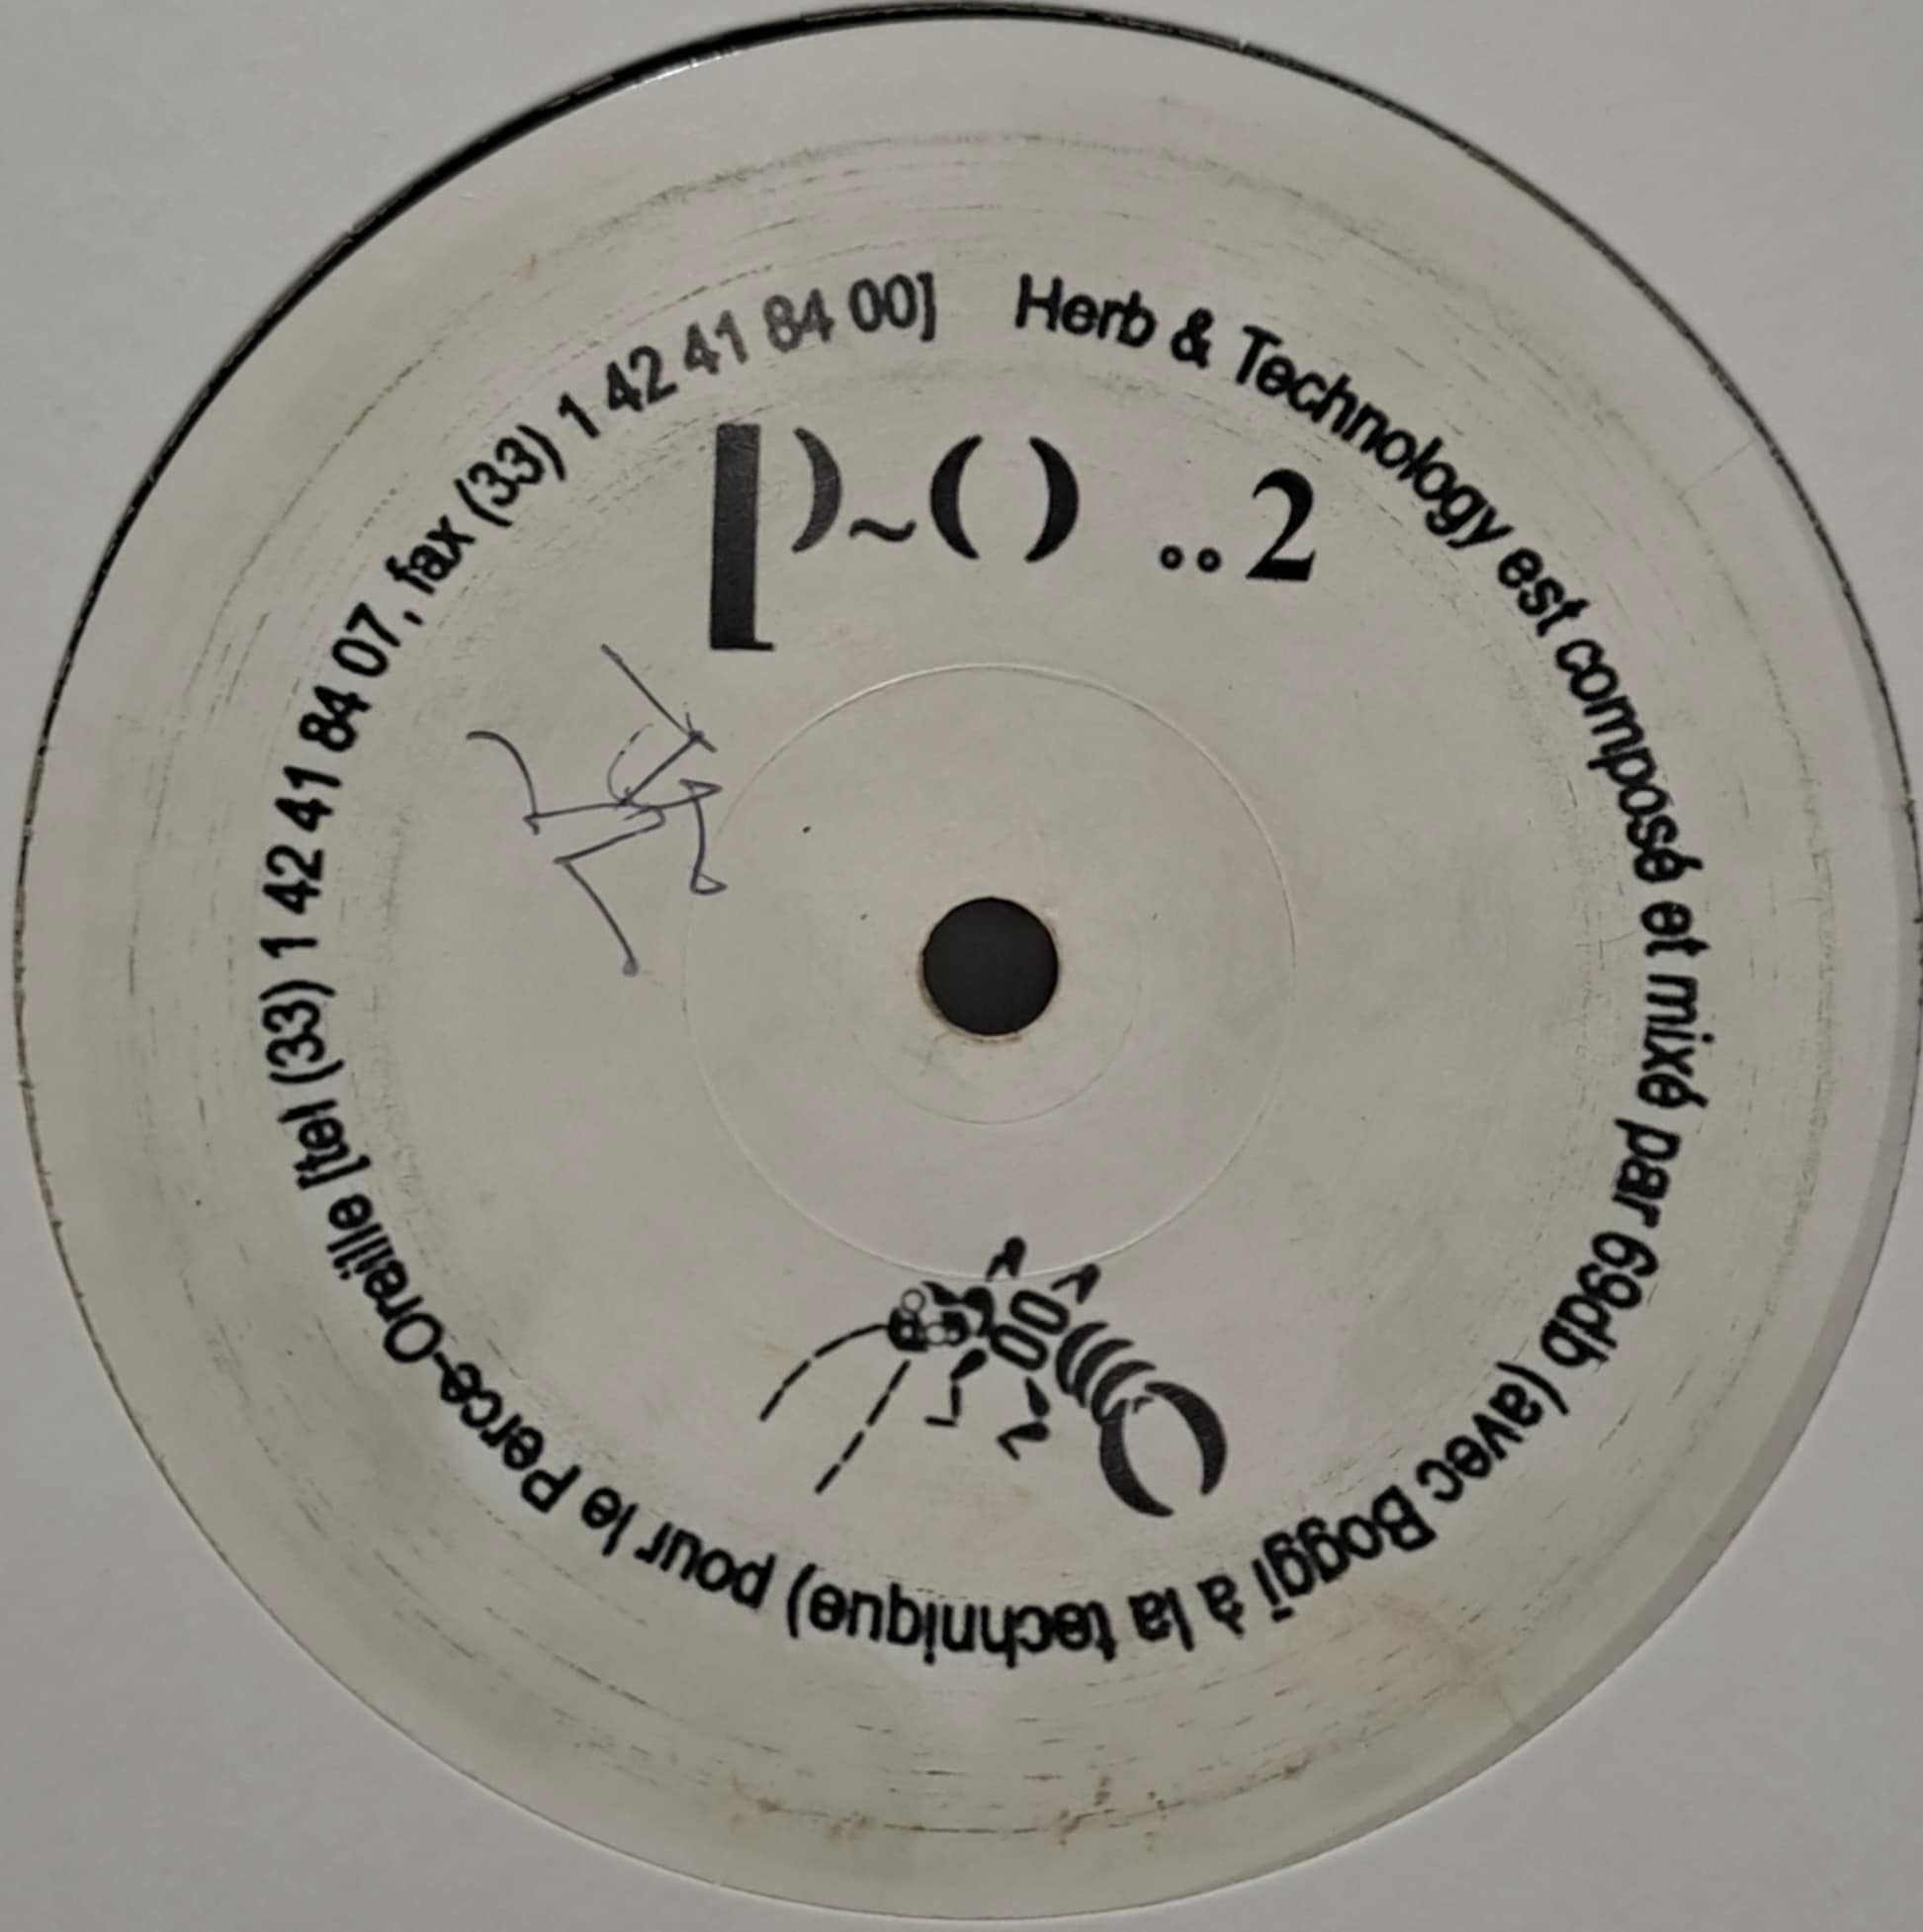 P~() ..2
Herb & Technology est composé et mixé par 69db (avec Boggï à la technique) pour le Perce-Oreille [tel (33) 1 42 41 84 07, fax (33) 1 42 41 84 00]